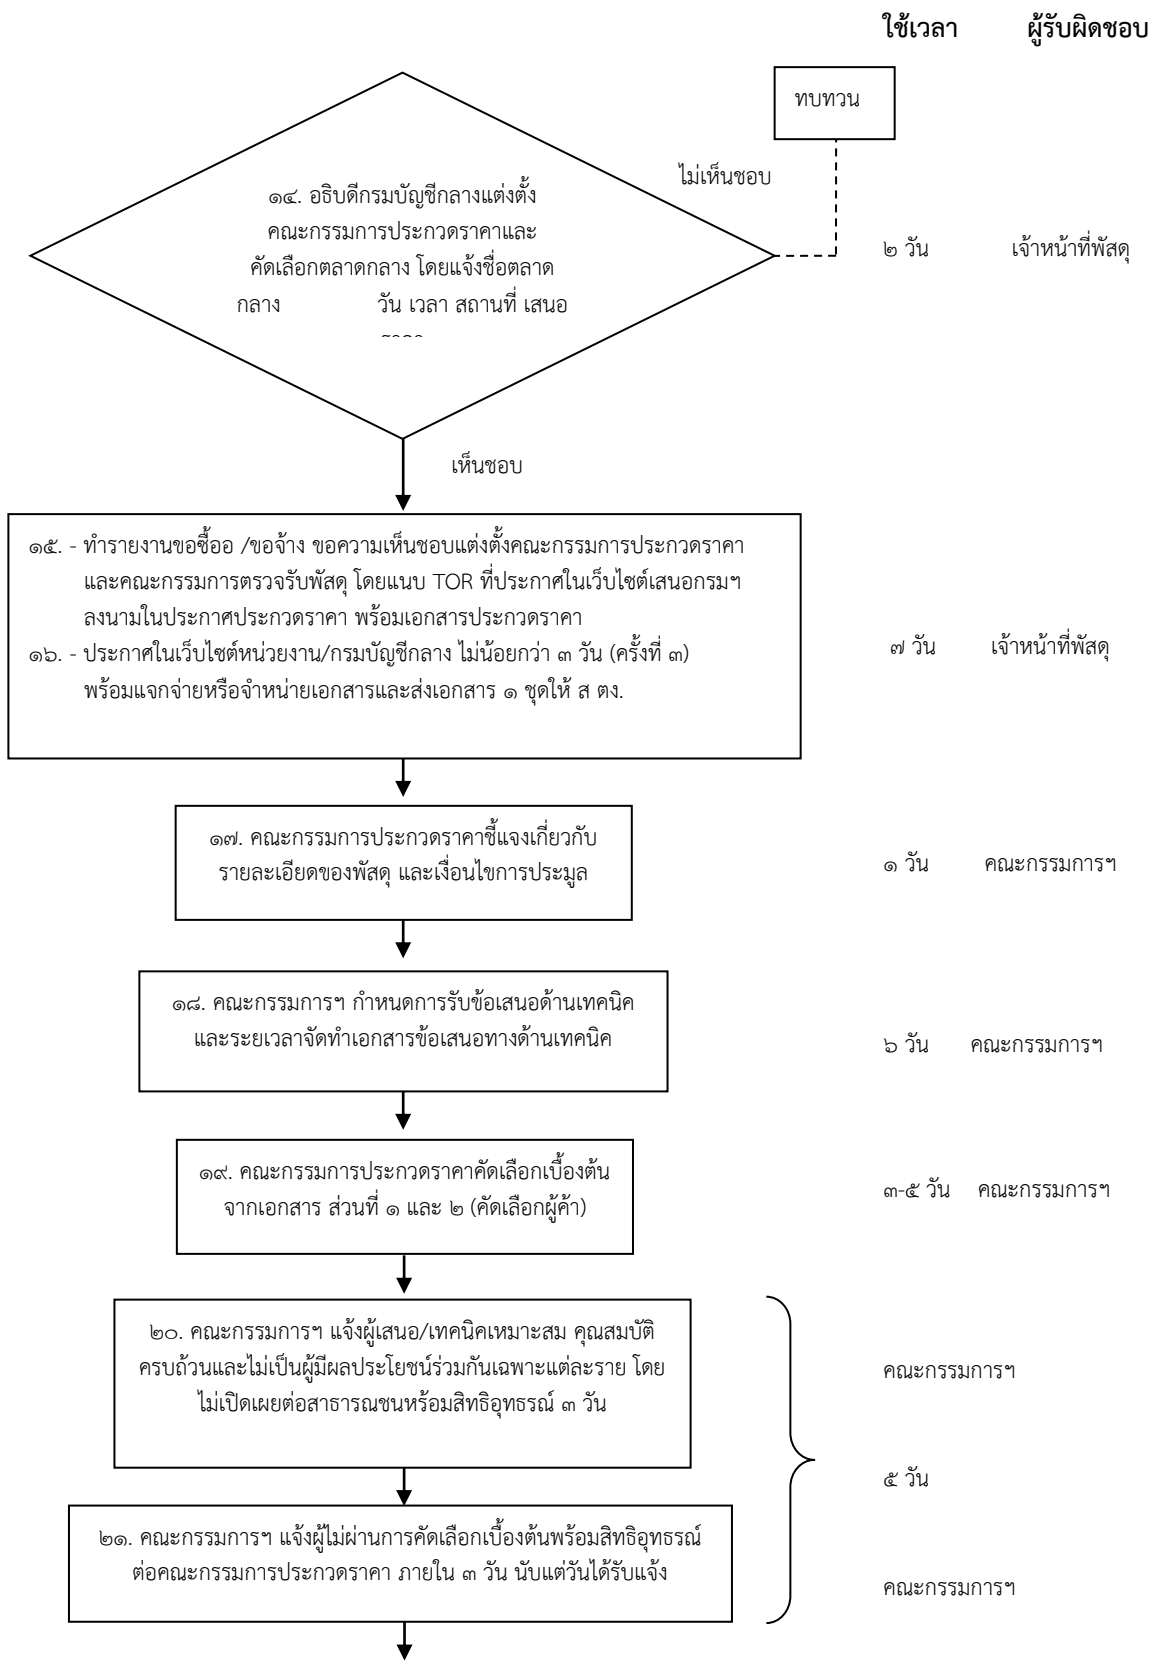 ใช้เวลา ผู้รับผิดชอบ
ทบทวน
ไม่เห็นชอบ
๑๔. อธิบดีกรมบัญชีกลางแต่งตั้ง
คณะกรรมการประกวดราคาและ
คัดเลือกตลาดกลาง โดยแจ้งชื่อตลาด
กลาง วัน เวลา สถานที่ เสนอ
๒ วัน เจ้าหน้าที่พัสดุ
เห็นชอบ
๑๕. - ทำรายงานขอซื้ออ /ขอจ้าง ขอความเห็นชอบแต่งตั้งคณะกรรมการประกวดราคา
และคณะกรรมการตรวจรับพัสดุ โดยแนบ TOR ที่ประกาศในเว็บไซต์เสนอกรมฯ
ลงนามในประกาศประกวดราคา พร้อมเอกสารประกวดราคา
๑๖. - ประกาศในเว็บไซต์หน่วยงาน/กรมบัญชีกลาง ไม่น้อยกว่า ๓ วัน (ครั้งที่ ๓)
พร้อมแจกจ่ายหรือจำหน่ายเอกสารและส่งเอกสาร ๑ ชุดให้ ส ตง.
๗ วัน เจ้าหน้าที่พัสดุ
๑๗. คณะกรรมการประกวดราคาชี้แจงเกี่ยวกับ
รายละเอียดของพัสดุ และเงื่อนไขการประมูล
๑ วัน คณะกรรมการฯ
๑๘. คณะกรรมการฯ กำหนดการรับข้อเสนอด้านเทคนิค
และระยเวลาจัดทำเอกสารข้อเสนอทางด้านเทคนิค
๖ วัน คณะกรรมการฯ
๑๙. คณะกรรมการประกวดราคาคัดเลือกเบื้องต้น
จากเอกสาร ส่วนที่ ๑ และ ๒ (คัดเลือกผู้ค้า)
๓-๕ วัน คณะกรรมการฯ
๒๐. คณะกรรมการฯ แจ้งผู้เสนอ/เทคนิคเหมาะสม คุณสมบัติ
ครบถ้วนและไม่เป็นผู้มีผลประโยชน์ร่วมกันเฉพาะแต่ละราย โดย
ไม่เปิดเผยต่อสาธารณชนหร้อมสิทธิอุทธรณ์ ๓ วัน
คณะกรรมการฯ
๕ วัน
๒๑. คณะกรรมการฯ แจ้งผู้ไม่ผ่านการคัดเลือกเบื้องต้นพร้อมสิทธิอุทธรณ์
ต่อคณะกรรมการประกวดราคา ภายใน ๓ วัน นับแต่วันได้รับแจ้ง
คณะกรรมการฯ